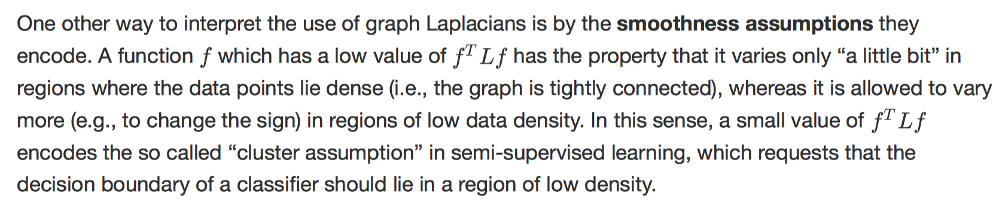 One other way to interpret the use of graph Laplacians is by the smoothness assumptions they
encode. A function f which has a low value of f^T Lf has the property that it varies only “a little bit” in
regions where the data points lie dense (i.e., the graph is tightly connected), whereas it is allowed to vary
more (e.g., to change the sign) in regions of low data density. In this sense, a small value of f^T Lf
encodes the so called “cluster assumption” in semi-supervised learning, which requests that the
decision boundary of a classifier should lie in a region of low density.